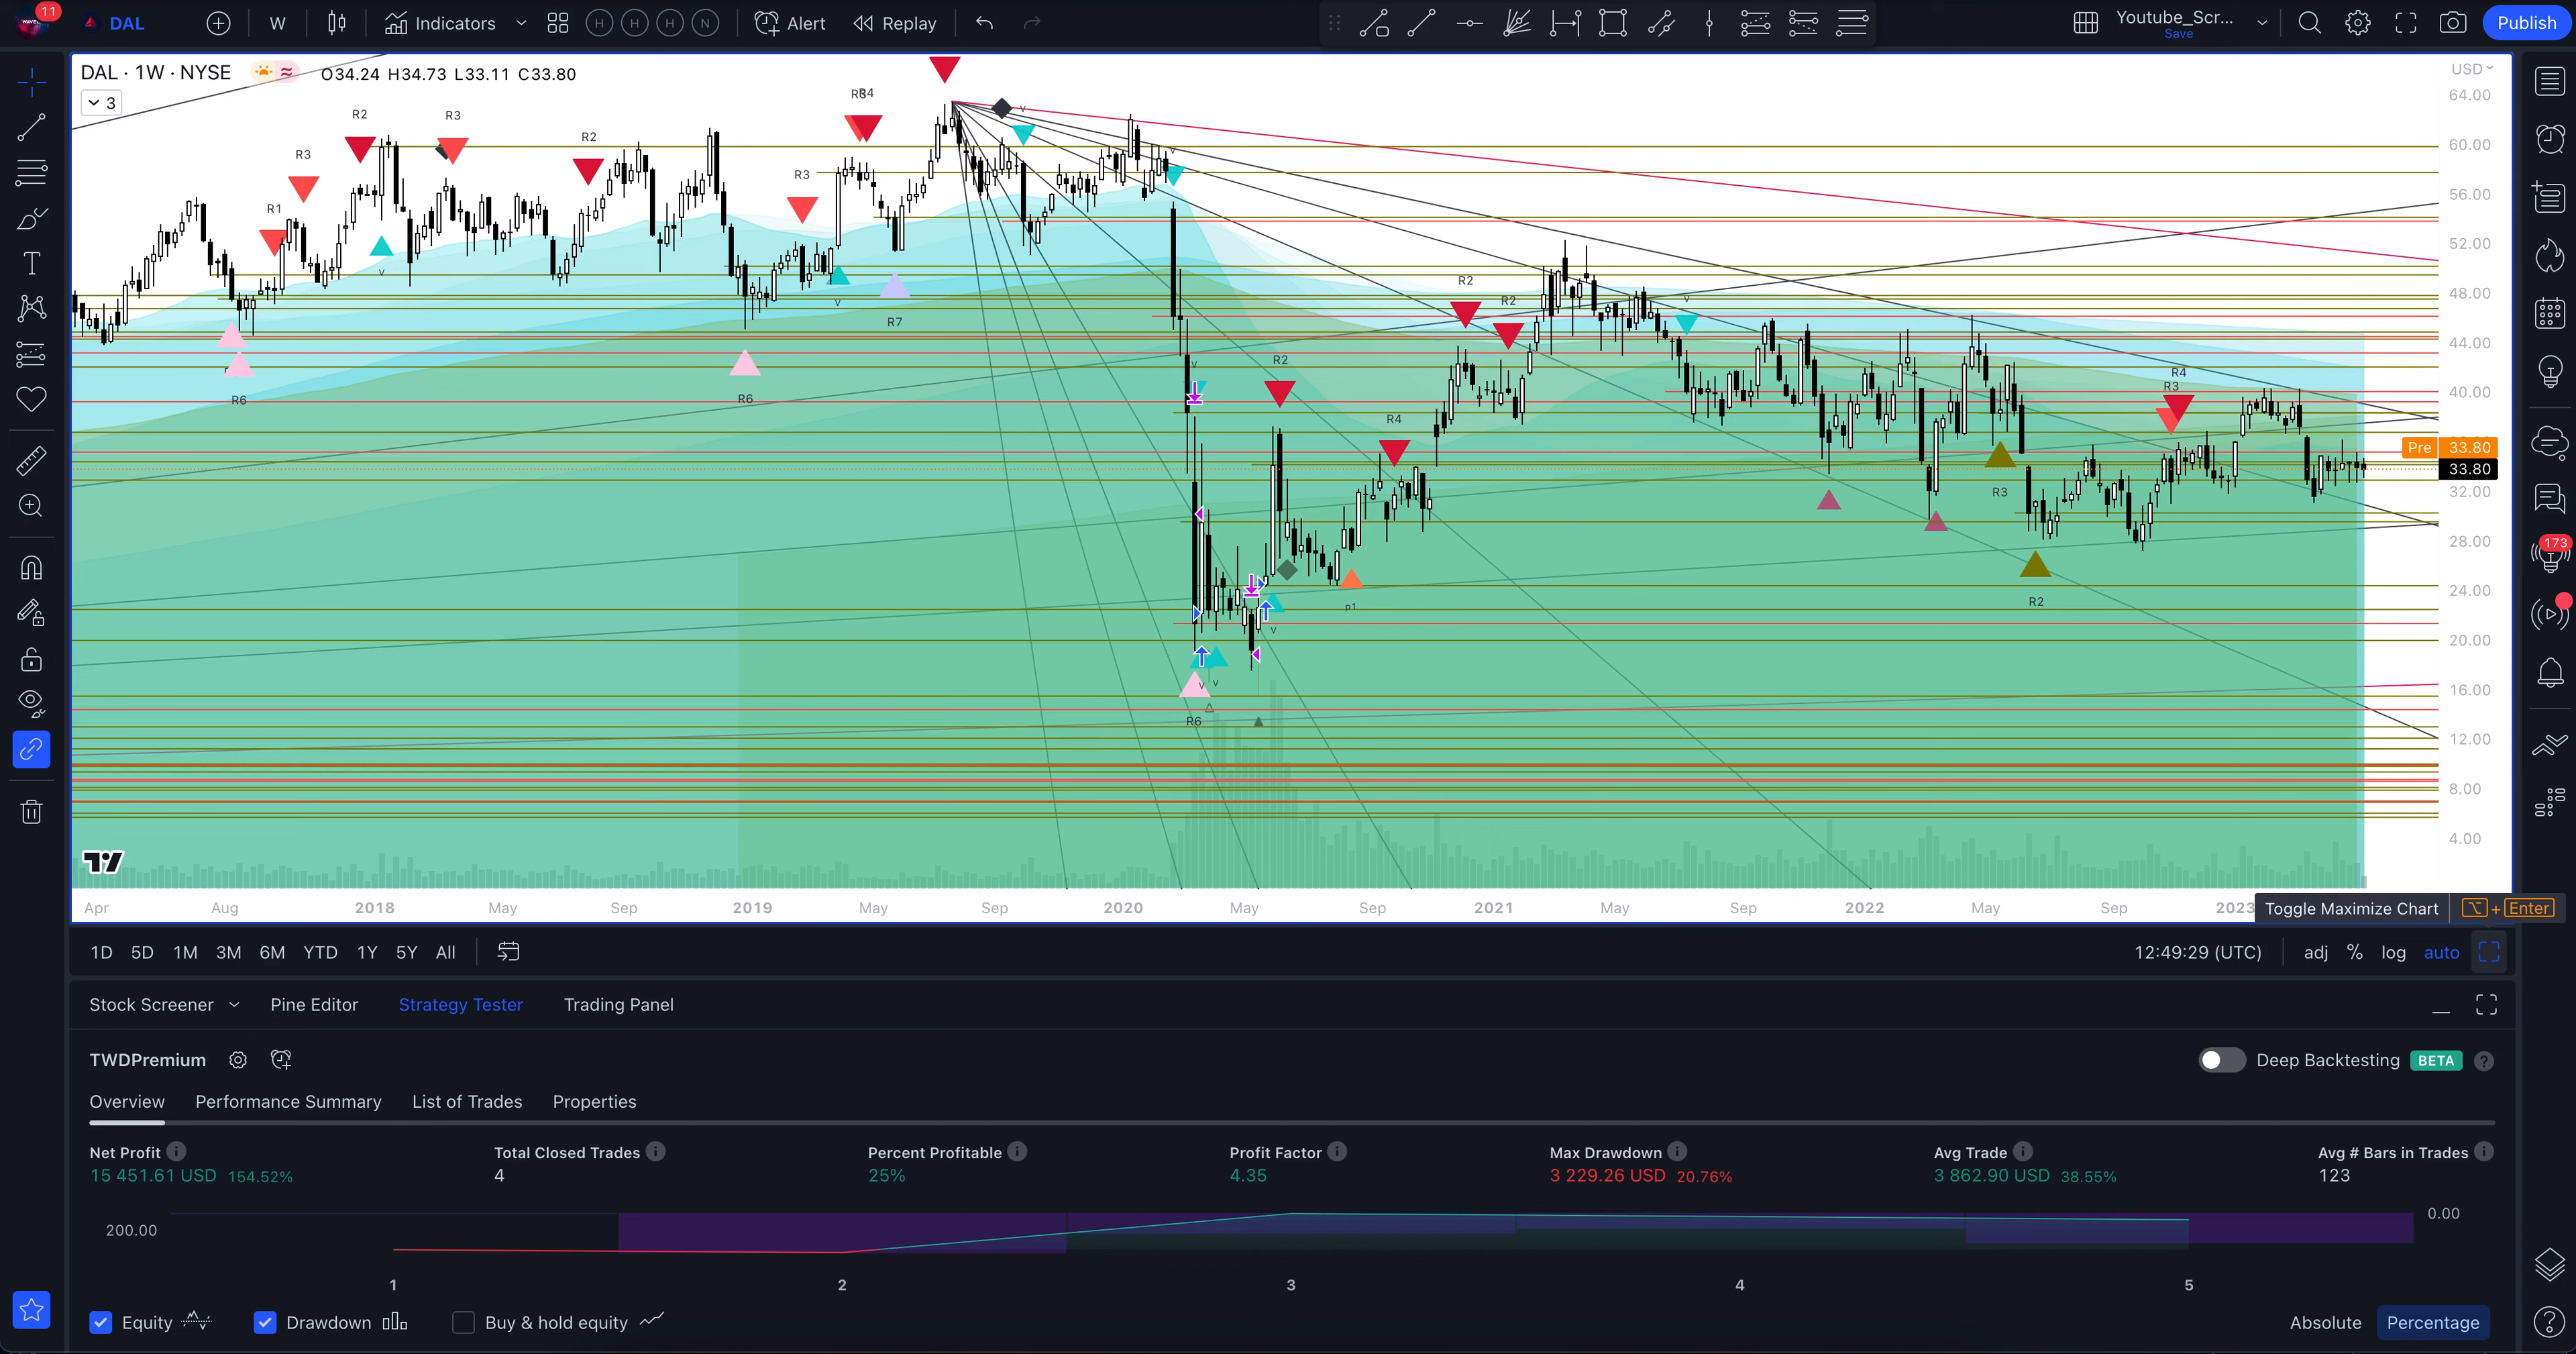 11
DAL
W
Indicators
H H H N
Alert
Replay
Youtube_Scr...
Save
Publish
DAL · 1W · NYSE
O34.24 H34.73 L33.11 C33.80
3
USD
64.00
60.00
56.00
52.00
48.00
44.00
40.00
Pre 33.80
33.80
32.00
28.00
24.00
20.00
16.00
12.00
8.00
4.00
R2
R3
R3
R1
R2
R4
R3
R7
R6
R6
R2
R2
R2
R4
R4
R3
R3
R2
R6
p1
v
173
Apr Aug 2018 May Sep 2019 May Sep 2020 May Sep 2021 May Sep 2022 May Sep 2023
Toggle Maximize Chart ⌥ + Enter
1D 5D 1M 3M 6M YTD 1Y 5Y All
12:49:29 (UTC) adj % log auto
Stock Screener Pine Editor Strategy Tester Trading Panel
TWDPremium
Deep Backtesting BETA ?
Overview Performance Summary List of Trades Properties
Net Profit Total Closed Trades Percent Profitable Profit Factor Max Drawdown Avg Trade Avg # Bars in Trades
15 451.61 USD 154.52% 4 25% 4.35 3 229.26 USD 20.76% 3 862.90 USD 38.55% 123
200.00
0.00
1 2 3 4 5
Equity Drawdown Buy & hold equity
Absolute Percentage